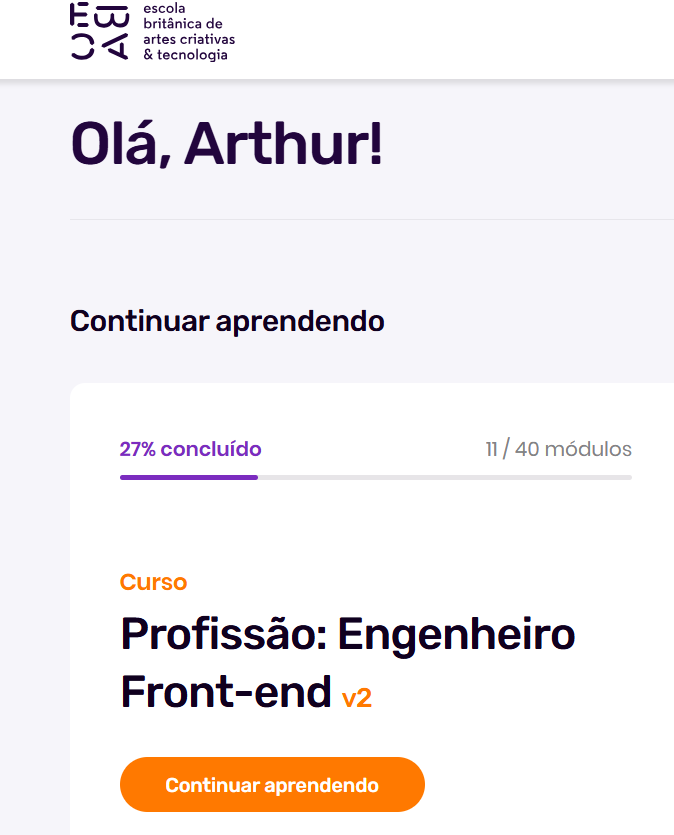 EBAC
escola
britânica de
artes criativas
& tecnologia
Olá, Arthur!
Continuar aprendendo
27% concluído
11 / 40 módulos
Curso
Profissão: Engenheiro
Front-end v2
Continuar aprendendo